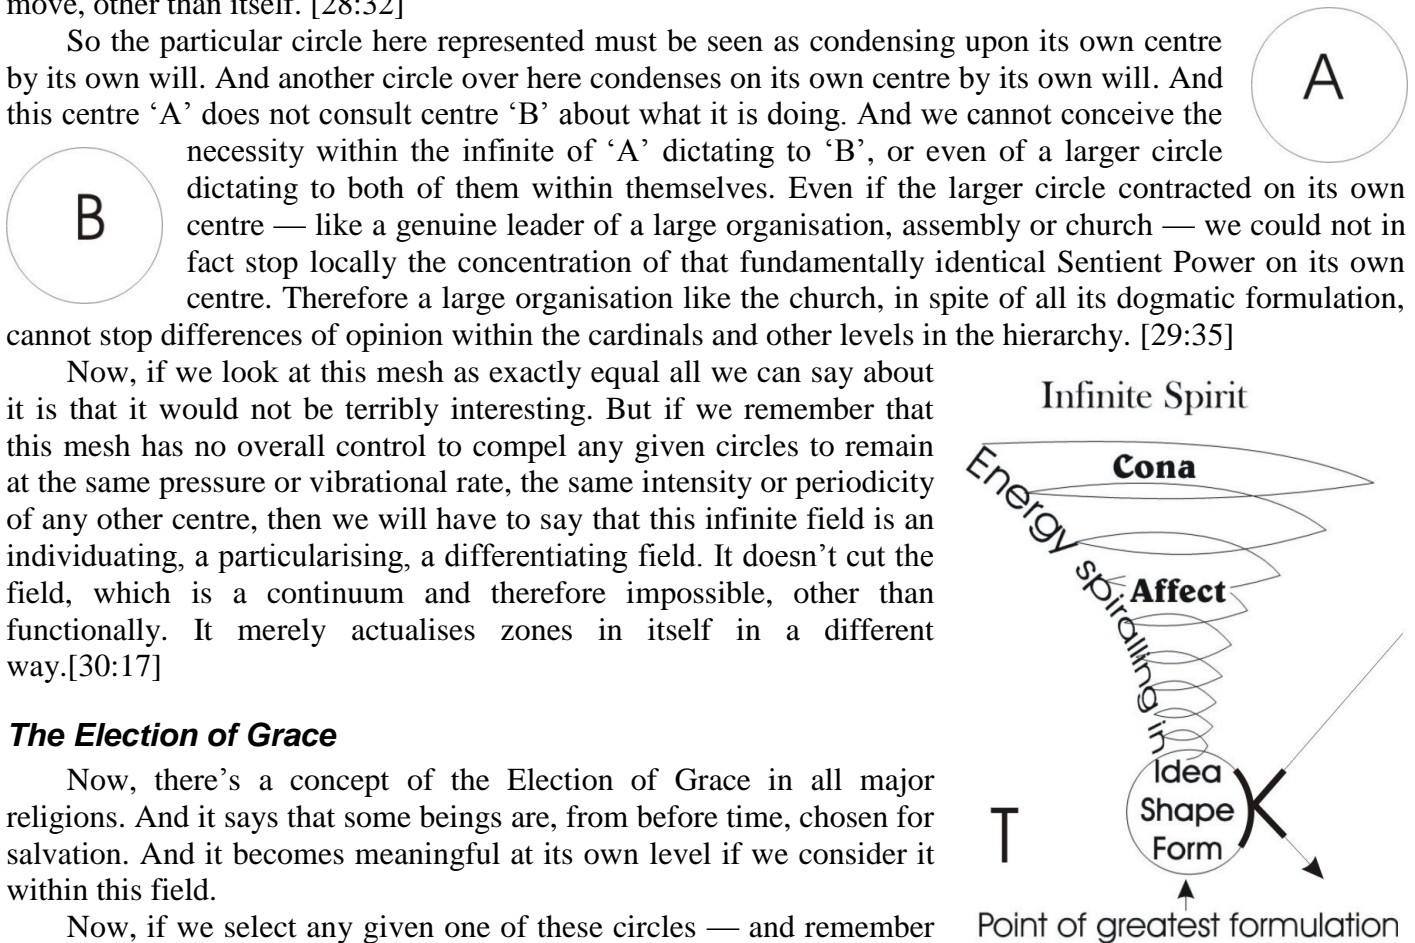 move, other than itself. [28:32]
So the particular circle here represented must be seen as condensing upon its own centre
by its own will. And another circle over here condenses on its own centre by its own will. And
this centre ‘A’ does not consult centre ‘B’ about what it is doing. And we cannot conceive the
necessity within the infinite of ‘A’ dictating to ‘B’, or even of a larger circle
dictating to both of them within themselves. Even if the larger circle contracted on its own
centre — like a genuine leader of a large organisation, assembly or church — we could not in
fact stop locally the concentration of that fundamentally identical Sentient Power on its own
centre. Therefore a large organisation like the church, in spite of all its dogmatic formulation,
cannot stop differences of opinion within the cardinals and other levels in the hierarchy. [29:35]
A
B
Now, if we look at this mesh as exactly equal all we can say about
it is that it would not be terribly interesting. But if we remember that
this mesh has no overall control to compel any given circles to remain
at the same pressure or vibrational rate, the same intensity or periodicity
of any other centre, then we will have to say that this infinite field is an
individuating, a particularising, a differentiating field. It doesn’t cut the
field, which is a continuum and therefore impossible, other than
functionally. It merely actualises zones in itself in a different
way.[30:17]
The Election of Grace
Now, there’s a concept of the Election of Grace in all major
religions. And it says that some beings are, from before time, chosen for
salvation. And it becomes meaningful at its own level if we consider it
within this field.
Now, if we select any given one of these circles — and remember
Infinite Spirit
Cona
Energy spiralling in
Affect
Idea
Shape
Form
K
T
Point of greatest formulation